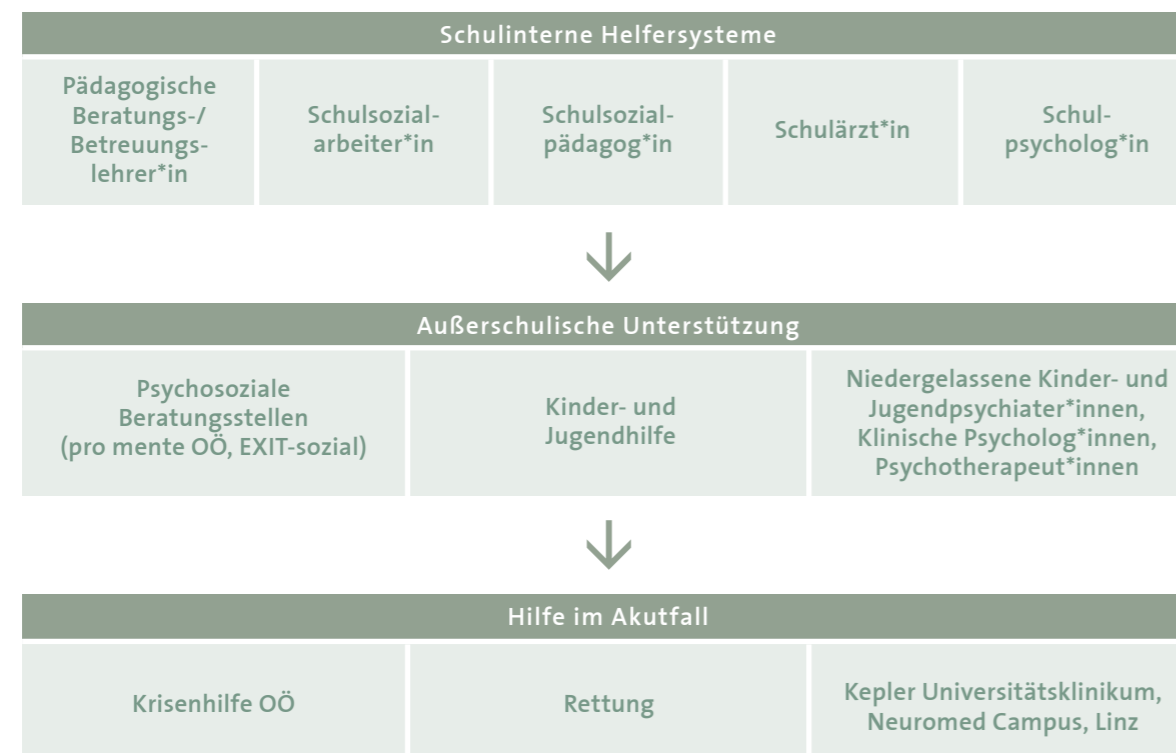 Schulinterne Helfersysteme
Pädagogische
Beratungs-/
Betreuungs-
lehrer*in
Schulsozial-
arbeiter*in
Schulsozial-
pädagog*in
Schulärzt*in
Schul-
psycholog*in
Außerschulische Unterstützung
Psychosoziale
Beratungsstellen
(pro mente OÖ, EXIT-sozial)
Kinder- und
Jugendhilfe
Niedergelassene Kinder- und
Jugendpsychiater*innen,
Klinische Psycholog*innen,
Psychotherapeut*innen
Hilfe im Akutfall
Krisenhilfe OÖ
Rettung
Kepler Universitätsklinikum,
Neuromed Campus, Linz